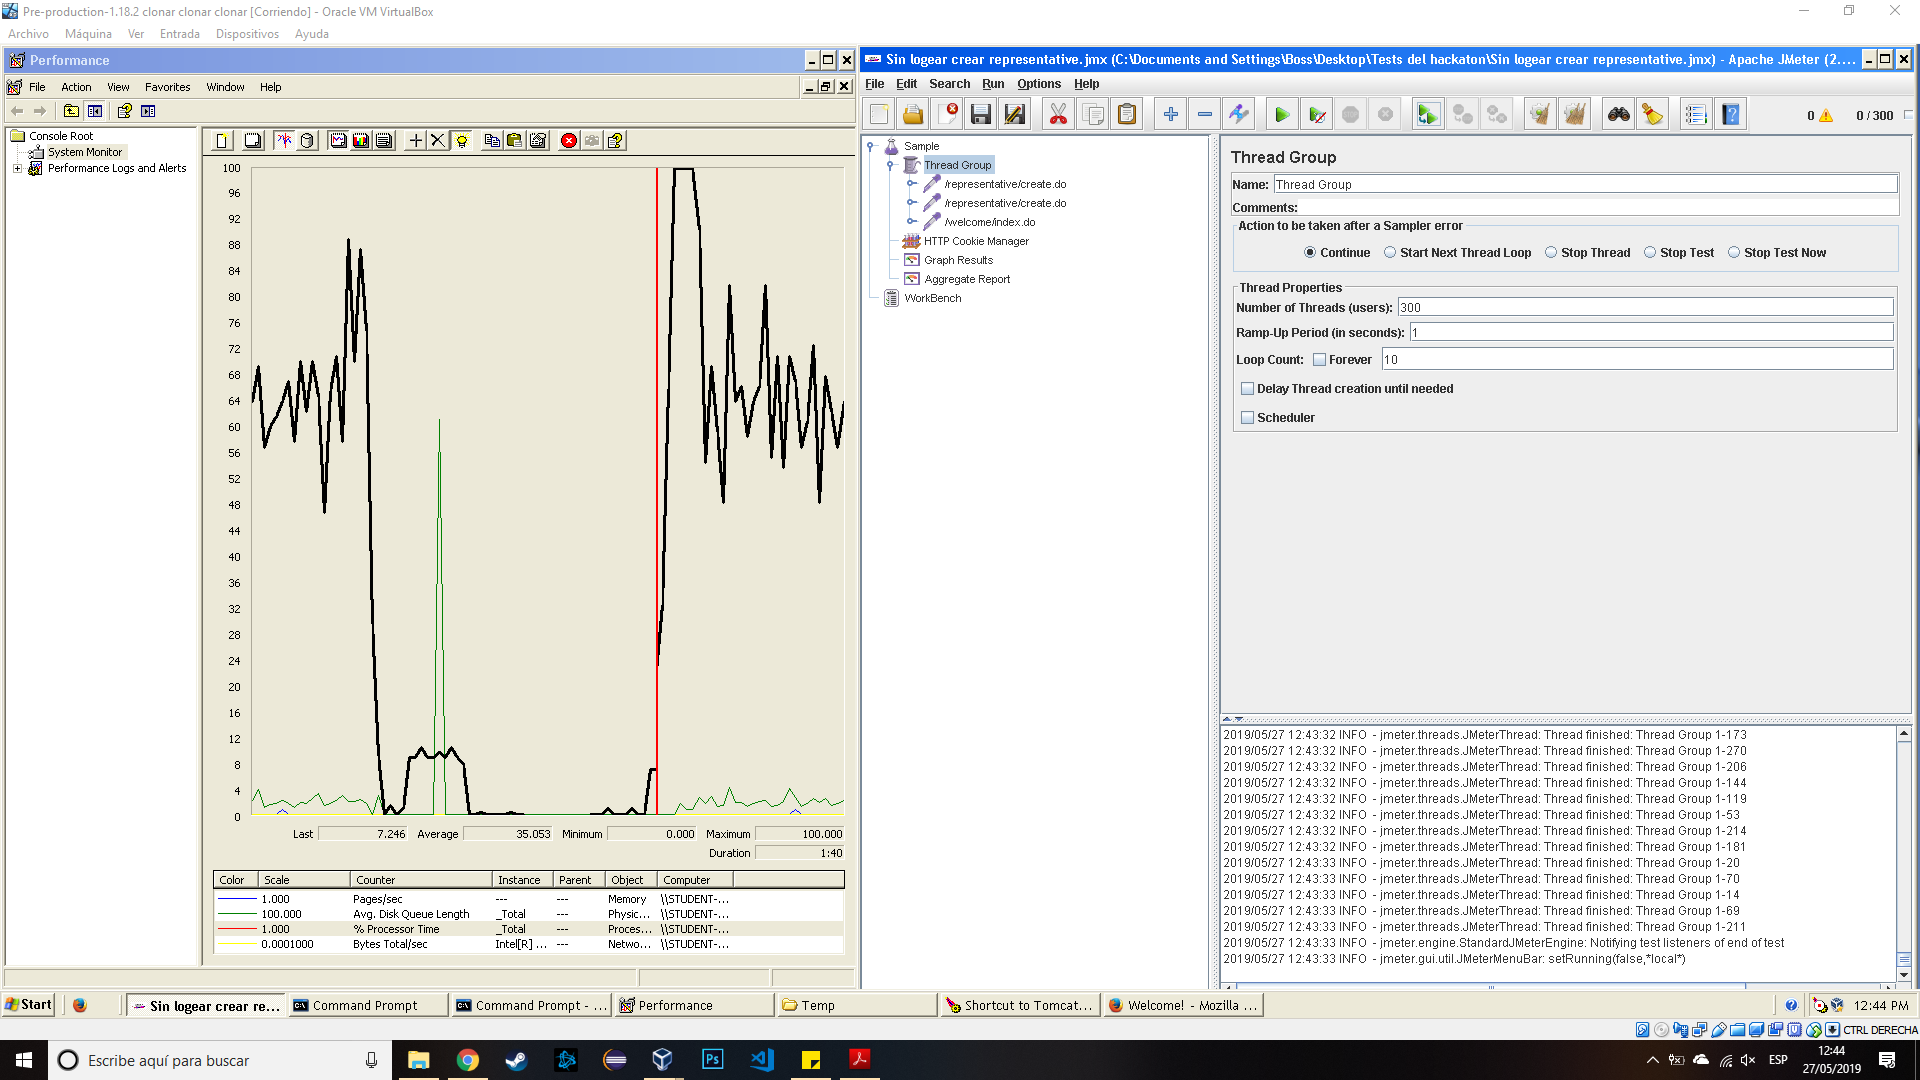 Pre-production-1.18.2 clonar clonar clonar [Corriendo] - Oracle VM VirtualBox
Archivo Máquina Ver Entrada Dispositivos Ayuda
Performance
File Action View Favorites Window Help
Console Root
System Monitor
Performance Logs and Alerts
100
96
92
88
84
80
76
72
68
64
60
56
52
48
44
40
36
32
28
24
20
16
12
8
4
0
Last 7.246 Average 35.053 Minimum 0.000 Maximum 100.000
Duration 1:40
Color Scale Counter Instance Parent Object Computer
1.000 Pages/sec --- --- Memory \\STUDENT-...
100.000 Avg. Disk Queue Length _Total --- Physic... \\STUDENT-...
1.000 % Processor Time _Total --- Proces... \\STUDENT-...
0.0001000 Bytes Total/sec Intel[R] ... --- Netwo... \\STUDENT-...
Sin logear crear representative.jmx (C:\Documents and Settings\Boss\Desktop\Tests del hackaton\Sin logear crear representative.jmx) - Apache JMeter (2....
File Edit Search Run Options Help
0 0 / 300
Sample
Thread Group
/representative/create.do
/representative/create.do
/welcome/index.do
HTTP Cookie Manager
Graph Results
Aggregate Report
WorkBench
Thread Group
Name: Thread Group
Comments:
Action to be taken after a Sampler error
Continue Start Next Thread Loop Stop Thread Stop Test Stop Test Now
Thread Properties
Number of Threads (users): 300
Ramp-Up Period (in seconds): 1
Loop Count: Forever 10
Delay Thread creation until needed
Scheduler
2019/05/27 12:43:32 INFO - jmeter.threads.JMeterThread: Thread finished: Thread Group 1-173
2019/05/27 12:43:32 INFO - jmeter.threads.JMeterThread: Thread finished: Thread Group 1-270
2019/05/27 12:43:32 INFO - jmeter.threads.JMeterThread: Thread finished: Thread Group 1-206
2019/05/27 12:43:32 INFO - jmeter.threads.JMeterThread: Thread finished: Thread Group 1-144
2019/05/27 12:43:32 INFO - jmeter.threads.JMeterThread: Thread finished: Thread Group 1-119
2019/05/27 12:43:32 INFO - jmeter.threads.JMeterThread: Thread finished: Thread Group 1-53
2019/05/27 12:43:32 INFO - jmeter.threads.JMeterThread: Thread finished: Thread Group 1-214
2019/05/27 12:43:32 INFO - jmeter.threads.JMeterThread: Thread finished: Thread Group 1-181
2019/05/27 12:43:33 INFO - jmeter.threads.JMeterThread: Thread finished: Thread Group 1-20
2019/05/27 12:43:33 INFO - jmeter.threads.JMeterThread: Thread finished: Thread Group 1-70
2019/05/27 12:43:33 INFO - jmeter.threads.JMeterThread: Thread finished: Thread Group 1-14
2019/05/27 12:43:33 INFO - jmeter.threads.JMeterThread: Thread finished: Thread Group 1-69
2019/05/27 12:43:33 INFO - jmeter.threads.JMeterThread: Thread finished: Thread Group 1-211
2019/05/27 12:43:33 INFO - jmeter.engine.StandardJMeterEngine: Notifying test listeners of end of test
2019/05/27 12:43:33 INFO - jmeter.gui.util.JMeterMenuBar: setRunning(false,*local*)
Start Sin logear crear re... Command Prompt Command Prompt - ... Performance Temp Shortcut to Tomcat... Welcome! - Mozilla ... 12:44 PM
CTRL DERECHA
Escribe aquí para buscar
Ps
ESP
12:44
27/05/2019